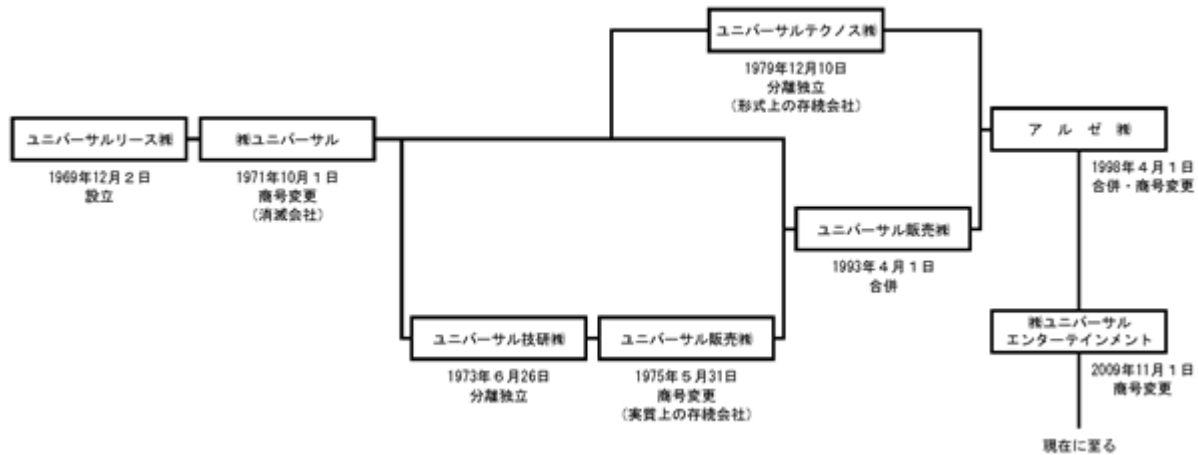 ユニバーサルテクノス㈱
1979年12月10日
分離独立
（形式上の存続会社）
ユニバーサルリース㈱
1969年12月２日
設立
㈱ユニバーサル
1971年10月１日
商号変更
（消滅会社）
アルゼ㈱
1998年４月１日
合併・商号変更
ユニバーサル販売㈱
1993年４月１日
合併
ユニバーサル技研㈱
1973年６月26日
分離独立
ユニバーサル販売㈱
1975年５月31日
商号変更
（実質上の存続会社）
㈱ユニバーサル
エンターテインメント
2009年11月１日
商号変更
現在に至る